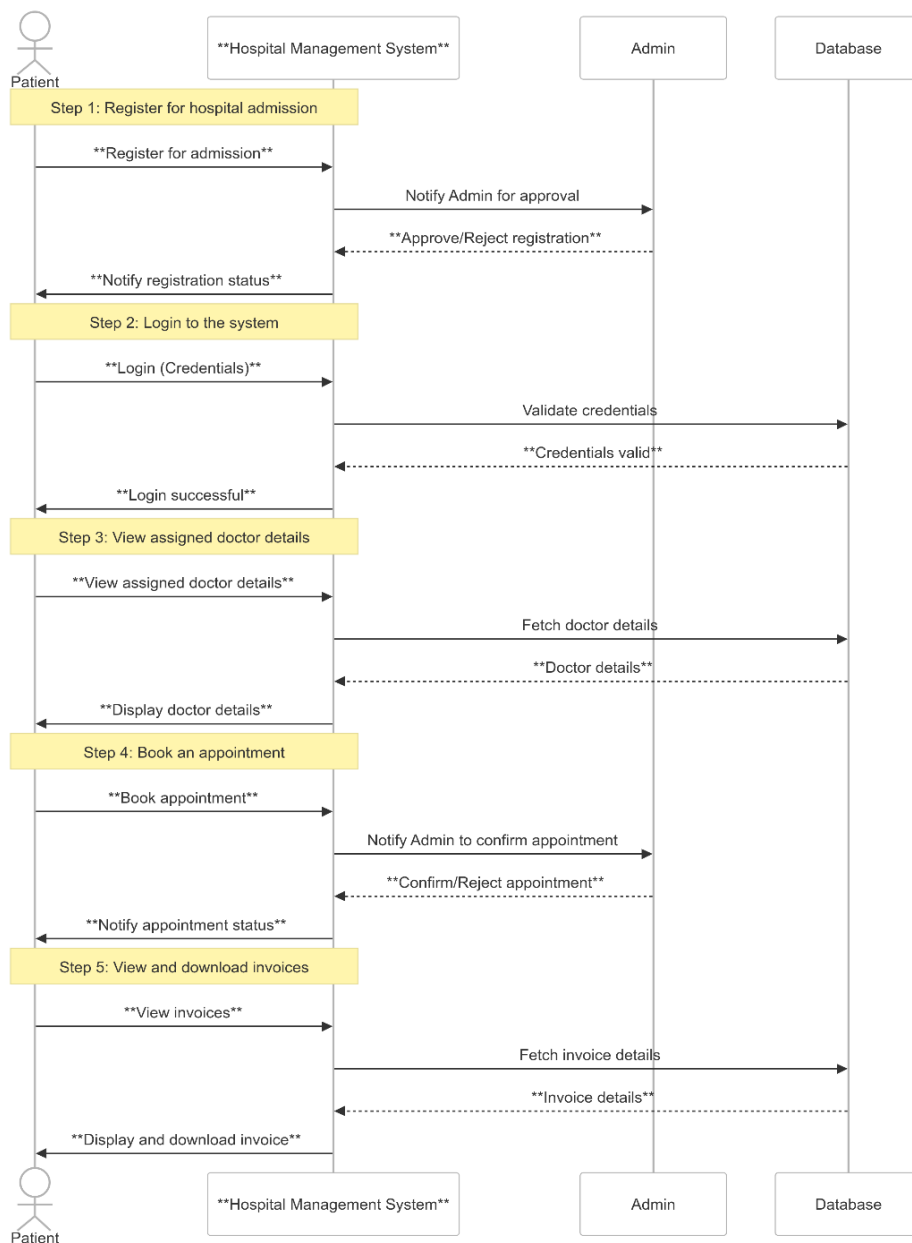 **Hospital Management System**
Admin
Database
Patient
Step 1: Register for hospital admission
**Register for admission**
Notify Admin for approval
**Approve/Reject registration**
**Notify registration status**
Step 2: Login to the system
**Login (Credentials)**
Validate credentials
**Credentials valid**
**Login successful**
Step 3: View assigned doctor details
**View assigned doctor details**
Fetch doctor details
**Doctor details**
**Display doctor details**
Step 4: Book an appointment
**Book appointment**
Notify Admin to confirm appointment
**Confirm/Reject appointment**
**Notify appointment status**
Step 5: View and download invoices
**View invoices**
Fetch invoice details
**Invoice details**
**Display and download invoice**
**Hospital Management System**
Admin
Database
Patient